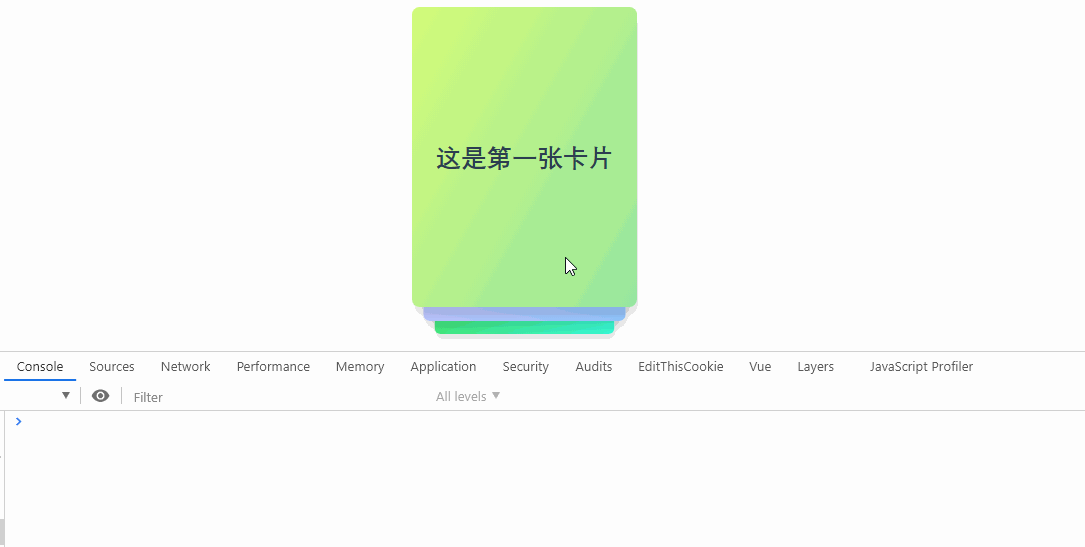 这是第一张卡片
Console Sources Network Performance Memory Application Security Audits EditThisCookie Vue Layers JavaScript Profiler
Filter All levels